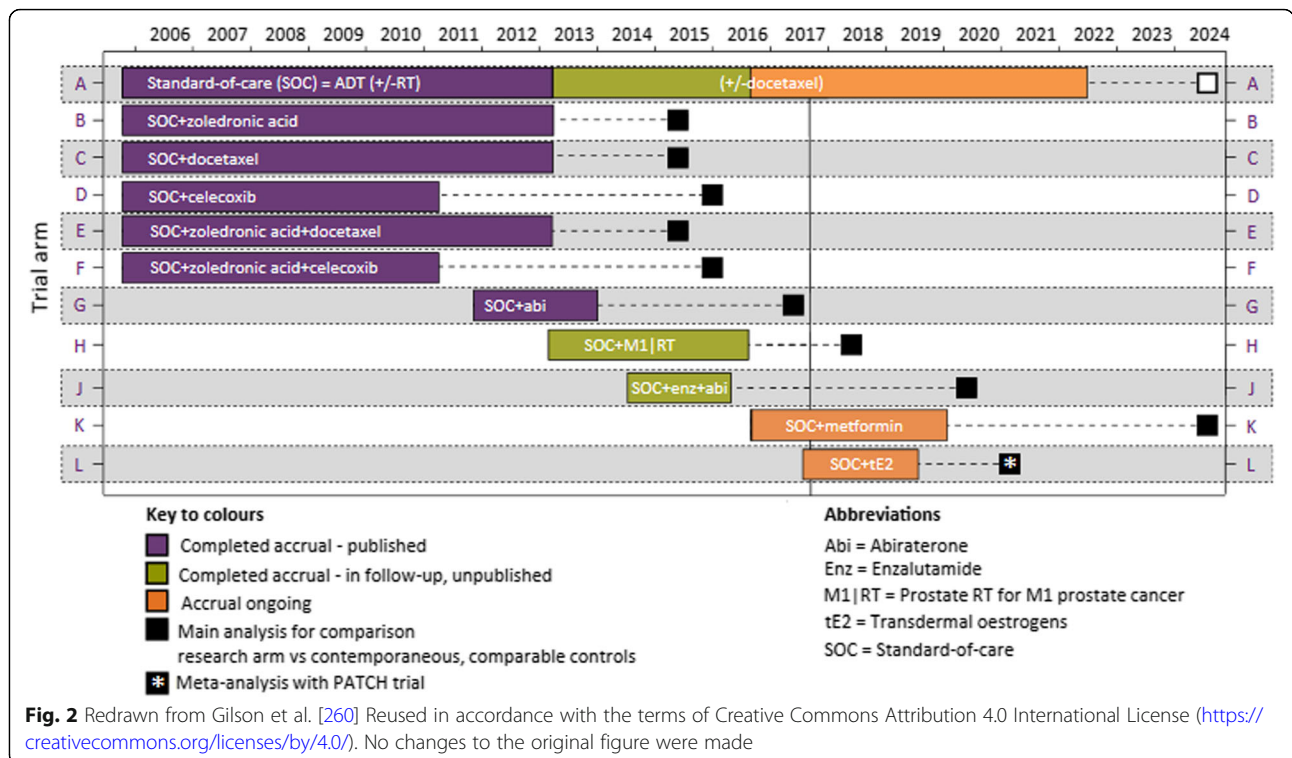 2006 2007 2008 2009 2010 2011 2012 2013 2014 2015 2016 2017 2018 2019 2020 2021 2022 2023 2024
Trial arm
A Standard-of-care (SOC) = ADT (+/-RT) (+/-docetaxel) A
B SOC+zoledronic acid B
C SOC+docetaxel C
D SOC+celecoxib D
E SOC+zoledronic acid+docetaxel E
F SOC+zoledronic acid+celecoxib F
G SOC+abi G
H SOC+M1|RT H
J SOC+enz+abi J
K SOC+metformin K
L SOC+tE2 * L
Key to colours
Completed accrual - published
Completed accrual - in follow-up, unpublished
Accrual ongoing
Main analysis for comparison
research arm vs contemporaneous, comparable controls
* Meta-analysis with PATCH trial
Abbreviations
Abi = Abiraterone
Enz = Enzalutamide
M1|RT = Prostate RT for M1 prostate cancer
tE2 = Transdermal oestrogens
SOC = Standard-of-care
Fig. 2 Redrawn from Gilson et al. [260] Reused in accordance with the terms of Creative Commons Attribution 4.0 International License (https://
creativecommons.org/licenses/by/4.0/). No changes to the original figure were made